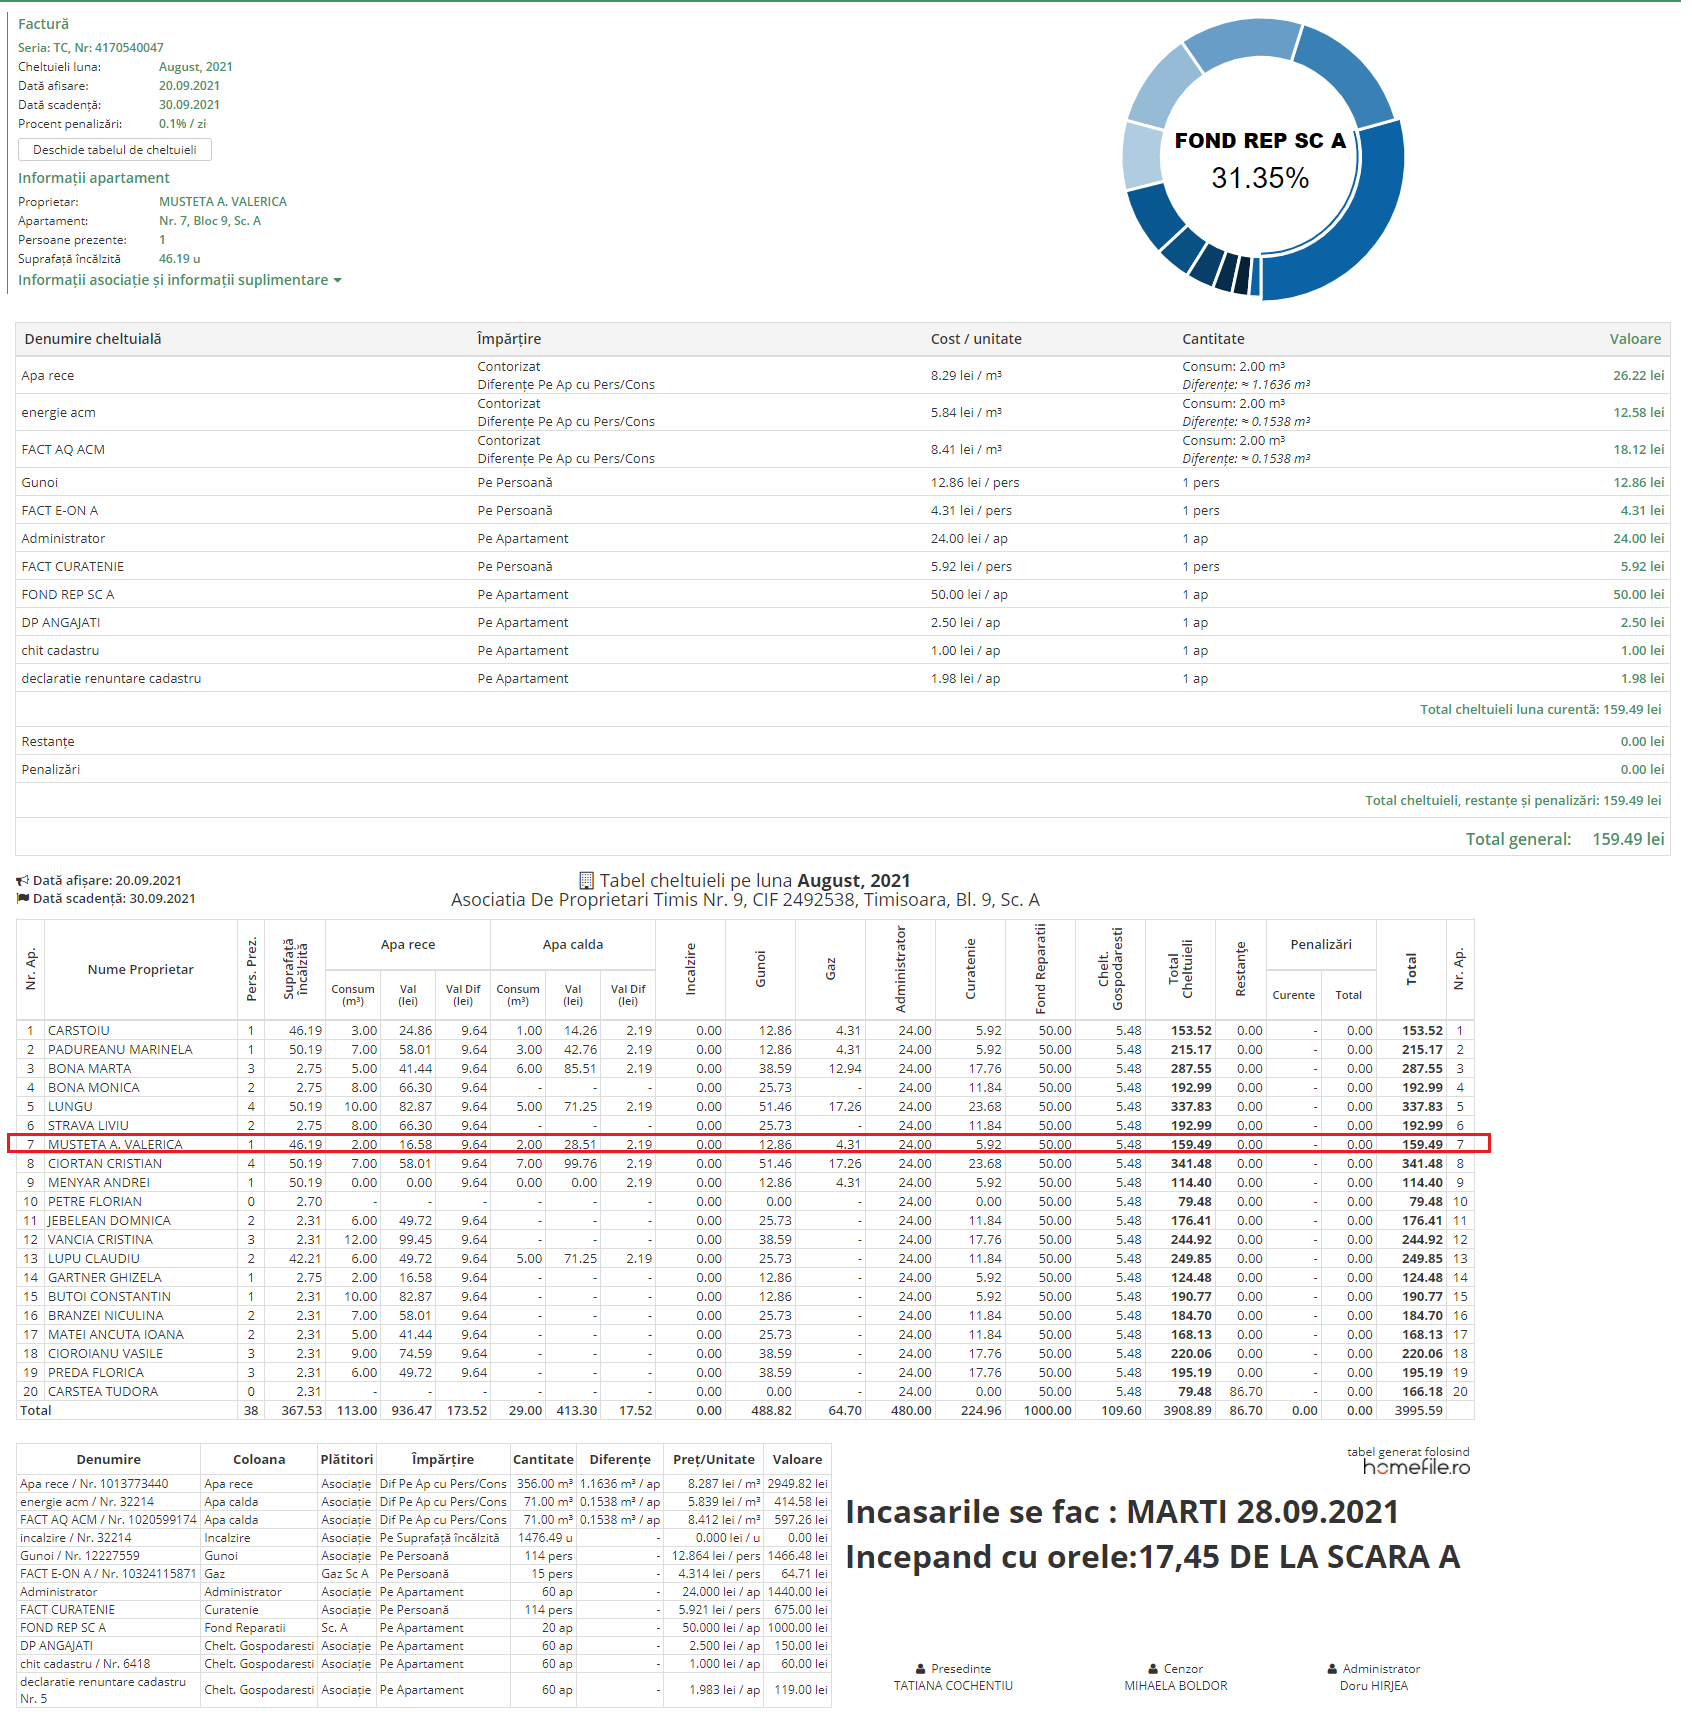 Factură
Seria: TC, Nr: 4170540047
Cheltuieli luna: August, 2021
Dată afisare: 20.09.2021
Dată scadență: 30.09.2021
Procent penalizări: 0.1% / zi
Deschide tabelul de cheltuieli
Informații apartament
Proprietar: MUSTETA A. VALERICA
Apartament: Nr. 7, Bloc 9, Sc. A
Persoane prezente: 1
Suprafață încălzită 46.19 u
Informații asociație și informații suplimentare
FOND REP SC A
31.35%
Denumire cheltuială Împărțire Cost / unitate Cantitate Valoare
Apa rece Contorizat Diferențe Pe Ap cu Pers/Cons 8.29 lei / m³ Consum: 2.00 m³ Diferențe: ≈ 1.1636 m³ 26.22 lei
energie acm Contorizat Diferențe Pe Ap cu Pers/Cons 5.84 lei / m³ Consum: 2.00 m³ Diferențe: ≈ 0.1538 m³ 12.58 lei
FACT AQ ACM Contorizat Diferențe Pe Ap cu Pers/Cons 8.41 lei / m³ Consum: 2.00 m³ Diferențe: ≈ 0.1538 m³ 18.12 lei
Gunoi Pe Persoană 12.86 lei / pers 1 pers 12.86 lei
FACT E-ON A Pe Persoană 4.31 lei / pers 1 pers 4.31 lei
Administrator Pe Apartament 24.00 lei / ap 1 ap 24.00 lei
FACT CURATENIE Pe Persoană 5.92 lei / pers 1 pers 5.92 lei
FOND REP SC A Pe Apartament 50.00 lei / ap 1 ap 50.00 lei
DP ANGAJATI Pe Apartament 2.50 lei / ap 1 ap 2.50 lei
chit cadastru Pe Apartament 1.00 lei / ap 1 ap 1.00 lei
declaratie renuntare cadastru Pe Apartament 1.98 lei / ap 1 ap 1.98 lei
Total cheltuieli luna curentă: 159.49 lei
Restanțe 0.00 lei
Penalizări 0.00 lei
Total cheltuieli, restanțe și penalizări: 159.49 lei
Total general: 159.49 lei
Dată afișare: 20.09.2021
Dată scadență: 30.09.2021
Tabel cheltuieli pe luna August, 2021
Asociatia De Proprietari Timis Nr. 9, CIF 2492538, Timisoara, Bl. 9, Sc. A
Nr. Ap. Nume Proprietar Pers. Prez. Suprafață încălzită Apa rece Apa calda Incalzire Gunoi Gaz Administrator Curatenie Fond Reparatii Chelt. Gospodaresti Total Cheltuieli Restanțe Penalizări Total Nr. Ap.
Consum (m³) Val (lei) Val Dif (lei) Consum (m³) Val (lei) Val Dif (lei) Curente Total
1 CARSTOIU 1 46.19 3.00 24.86 9.64 1.00 14.26 2.19 0.00 12.86 4.31 24.00 5.92 50.00 5.48 153.52 0.00 - 0.00 153.52 1
2 PADUREANU MARINELA 1 50.19 7.00 58.01 9.64 3.00 42.76 2.19 0.00 12.86 4.31 24.00 5.92 50.00 5.48 215.17 0.00 - 0.00 215.17 2
3 BONA MARTA 3 2.75 5.00 41.44 9.64 6.00 85.51 2.19 0.00 38.59 12.94 24.00 17.76 50.00 5.48 287.55 0.00 - 0.00 287.55 3
4 BONA MONICA 2 2.75 8.00 66.30 9.64 - - - 0.00 25.73 - 24.00 11.84 50.00 5.48 192.99 0.00 - 0.00 192.99 4
5 LUNGU 4 50.19 10.00 82.87 9.64 5.00 71.25 2.19 0.00 51.46 17.26 24.00 23.68 50.00 5.48 337.83 0.00 - 0.00 337.83 5
6 STRAVA LIVIU 2 2.75 8.00 66.30 9.64 - - - 0.00 25.73 - 24.00 11.84 50.00 5.48 192.99 0.00 - 0.00 192.99 6
7 MUSTETA A. VALERICA 1 46.19 2.00 16.58 9.64 2.00 28.51 2.19 0.00 12.86 4.31 24.00 5.92 50.00 5.48 159.49 0.00 - 0.00 159.49 7
8 CIORTAN CRISTIAN 4 50.19 7.00 58.01 9.64 7.00 99.76 2.19 0.00 51.46 17.26 24.00 23.68 50.00 5.48 341.48 0.00 - 0.00 341.48 8
9 MENYAR ANDREI 1 50.19 0.00 0.00 9.64 0.00 0.00 2.19 0.00 12.86 4.31 24.00 5.92 50.00 5.48 114.40 0.00 - 0.00 114.40 9
10 PETRE FLORIAN 0 2.70 - - - - - - 0.00 0.00 - 24.00 0.00 50.00 5.48 79.48 0.00 - 0.00 79.48 10
11 JEBELEAN DOMNICA 2 2.31 6.00 49.72 9.64 - - - 0.00 25.73 - 24.00 11.84 50.00 5.48 176.41 0.00 - 0.00 176.41 11
12 VANCIA CRISTINA 3 2.31 12.00 99.45 9.64 - - - 0.00 38.59 - 24.00 17.76 50.00 5.48 244.92 0.00 - 0.00 244.92 12
13 LUPU CLAUDIU 2 42.21 6.00 49.72 9.64 5.00 71.25 2.19 0.00 25.73 - 24.00 11.84 50.00 5.48 249.85 0.00 - 0.00 249.85 13
14 GARTNER GHIZELA 1 2.75 2.00 16.58 9.64 - - - 0.00 12.86 - 24.00 5.92 50.00 5.48 124.48 0.00 - 0.00 124.48 14
15 BUTOI CONSTANTIN 1 2.31 10.00 82.87 9.64 - - - 0.00 12.86 - 24.00 5.92 50.00 5.48 190.77 0.00 - 0.00 190.77 15
16 BRANZEI NICULINA 2 2.31 7.00 58.01 9.64 - - - 0.00 25.73 - 24.00 11.84 50.00 5.48 184.70 0.00 - 0.00 184.70 16
17 MATEI ANCUTA IOANA 2 2.31 5.00 41.44 9.64 - - - 0.00 25.73 - 24.00 11.84 50.00 5.48 168.13 0.00 - 0.00 168.13 17
18 CIOROIANU VASILE 3 2.31 9.00 74.59 9.64 - - - 0.00 38.59 - 24.00 17.76 50.00 5.48 220.06 0.00 - 0.00 220.06 18
19 PREDA FLORICA 3 2.31 6.00 49.72 9.64 - - - 0.00 38.59 - 24.00 17.76 50.00 5.48 195.19 0.00 - 0.00 195.19 19
20 CARSTEA TUDORA 0 2.31 - - - - - - 0.00 0.00 - 24.00 0.00 50.00 5.48 79.48 86.70 - 0.00 166.18 20
Total 38 367.53 113.00 936.47 173.52 29.00 413.30 17.52 0.00 488.82 64.70 480.00 224.96 1000.00 109.60 3908.89 86.70 0.00 0.00 3995.59
Denumire Coloana Plătitori Împărțire Cantitate Diferențe Preț/Unitate Valoare
Apa rece / Nr. 1013773440 Apa rece Asociație Dif Pe Ap cu Pers/Cons 356.00 m³ 1.1636 m³ / ap 8.287 lei / m³ 2949.82 lei
energie acm / Nr. 32214 Apa calda Asociație Dif Pe Ap cu Pers/Cons 71.00 m³ 0.1538 m³ / ap 5.839 lei / m³ 414.58 lei
FACT AQ ACM / Nr. 1020599174 Apa calda Asociație Dif Pe Ap cu Pers/Cons 71.00 m³ 0.1538 m³ / ap 8.412 lei / m³ 597.26 lei
incalzire / Nr. 32214 Incalzire Asociație Pe Suprafață încălzită 1476.49 u - 0.000 lei / u 0.00 lei
Gunoi / Nr. 12227559 Gunoi Asociație Pe Persoană 114 pers - 12.864 lei / pers 1466.48 lei
FACT E-ON A / Nr. 10324115871 Gaz Gaz Sc A Pe Persoană 15 pers - 4.314 lei / pers 64.71 lei
Administrator Administrator Asociație Pe Apartament 60 ap - 24.000 lei / ap 1440.00 lei
FACT CURATENIE Curatenie Asociație Pe Persoană 114 pers - 5.921 lei / pers 675.00 lei
FOND REP SC A Fond Reparatii Sc. A Pe Apartament 20 ap - 50.000 lei / ap 1000.00 lei
DP ANGAJATI Chelt. Gospodaresti Asociație Pe Apartament 60 ap - 2.500 lei / ap 150.00 lei
chit cadastru / Nr. 6418 Chelt. Gospodaresti Asociație Pe Apartament 60 ap - 1.000 lei / ap 60.00 lei
declaratie renuntare cadastru Nr. 5 Chelt. Gospodaresti Asociație Pe Apartament 60 ap - 1.983 lei / ap 119.00 lei
tabel generat folosind
homefile.ro
Incasarile se fac : MARTI 28.09.2021
Incepand cu orele:17,45 DE LA SCARA A
Presedinte Cenzor Administrator
TATIANA COCHENTIU MIHAELA BOLDOR Doru HIRJEA